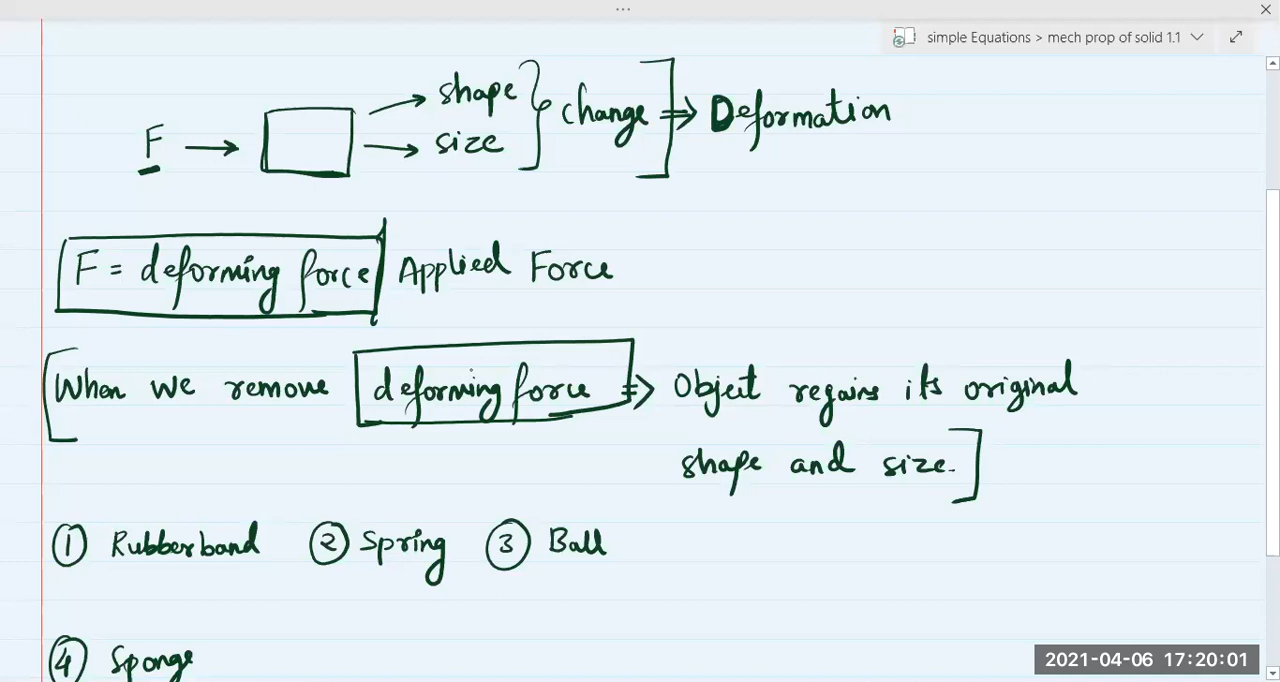 simple Equations > mech prop of solid 1.1
F → shape
→ size
change ⇒ Deformation
F = deforming force Applied Force
When we remove deforming force ⇒ Object regains its original
shape and size.
① Rubberband ② Spring ③ Ball
④ Sponge
2021-04-06 17:20:01